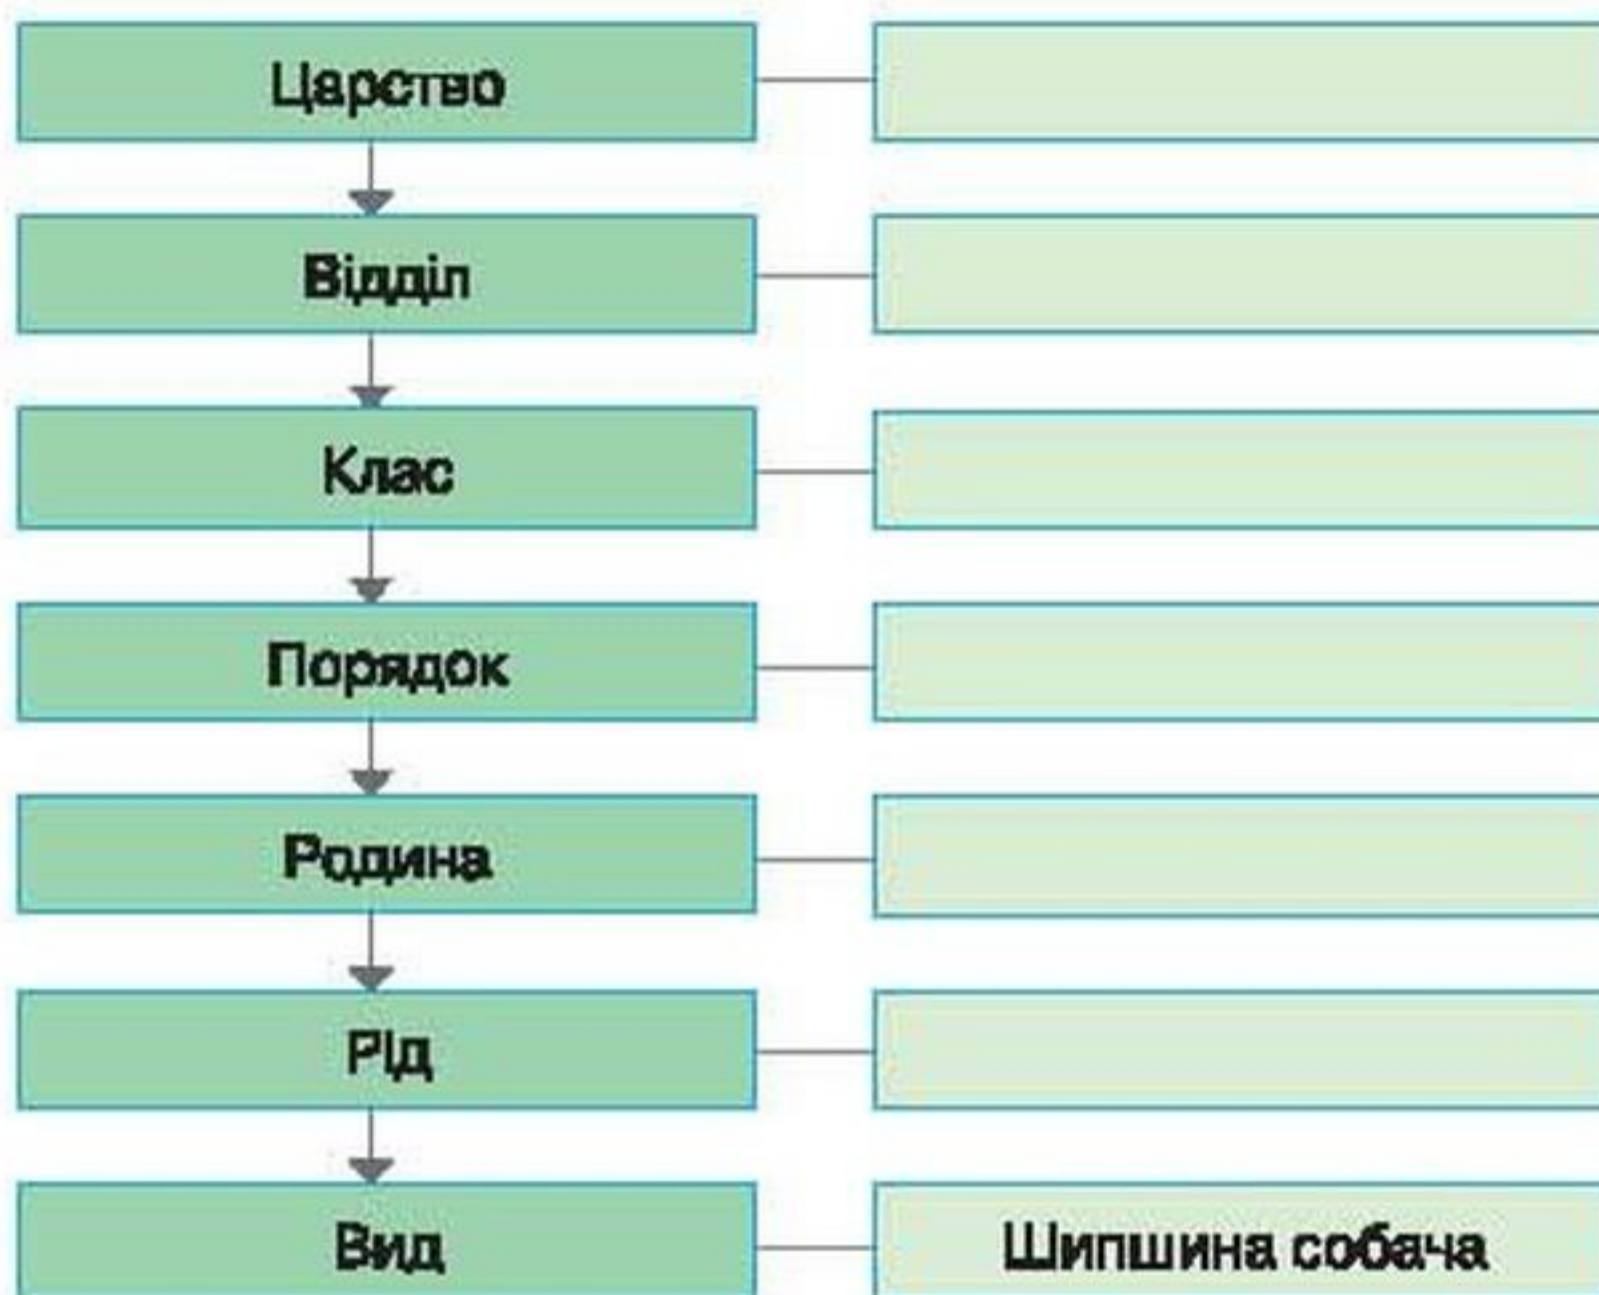 Царство
Відділ
Клас
Порядок
Родина
Рід
Вид
Шипшина собача